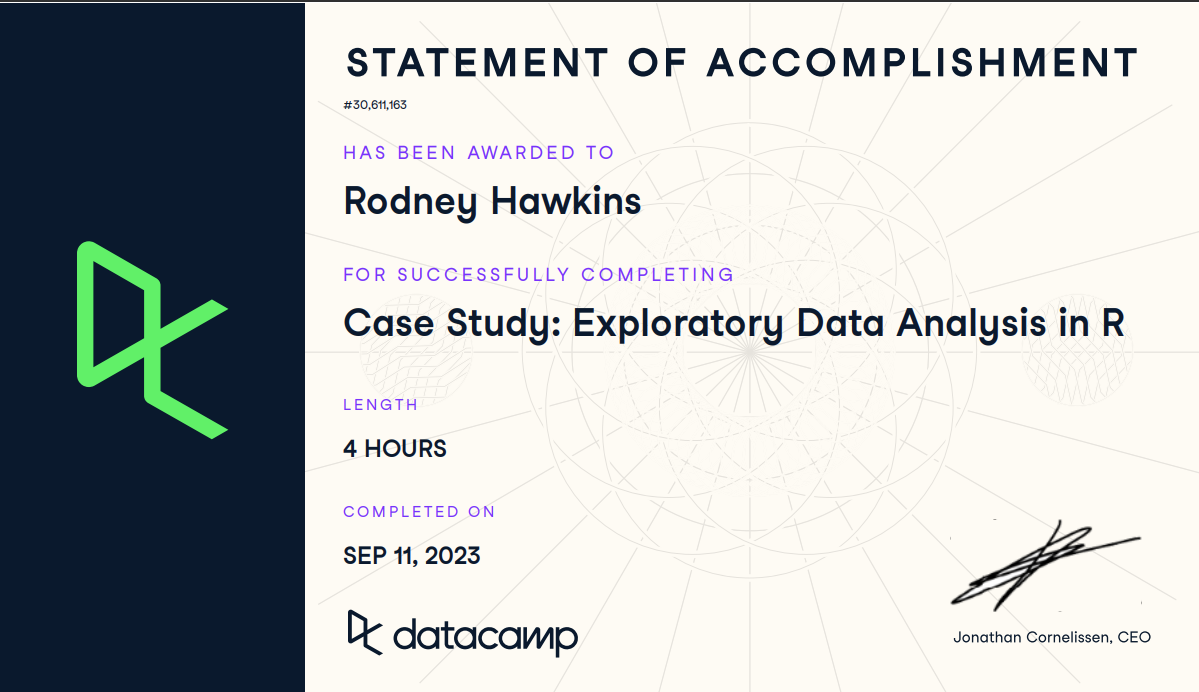 STATEMENT OF ACCOMPLISHMENT
#30,611,163
HAS BEEN AWARDED TO
Rodney Hawkins
FOR SUCCESSFULLY COMPLETING
Case Study: Exploratory Data Analysis in R
LENGTH
4 HOURS
COMPLETED ON
SEP 11, 2023
datacamp
Jonathan Cornelissen, CEO